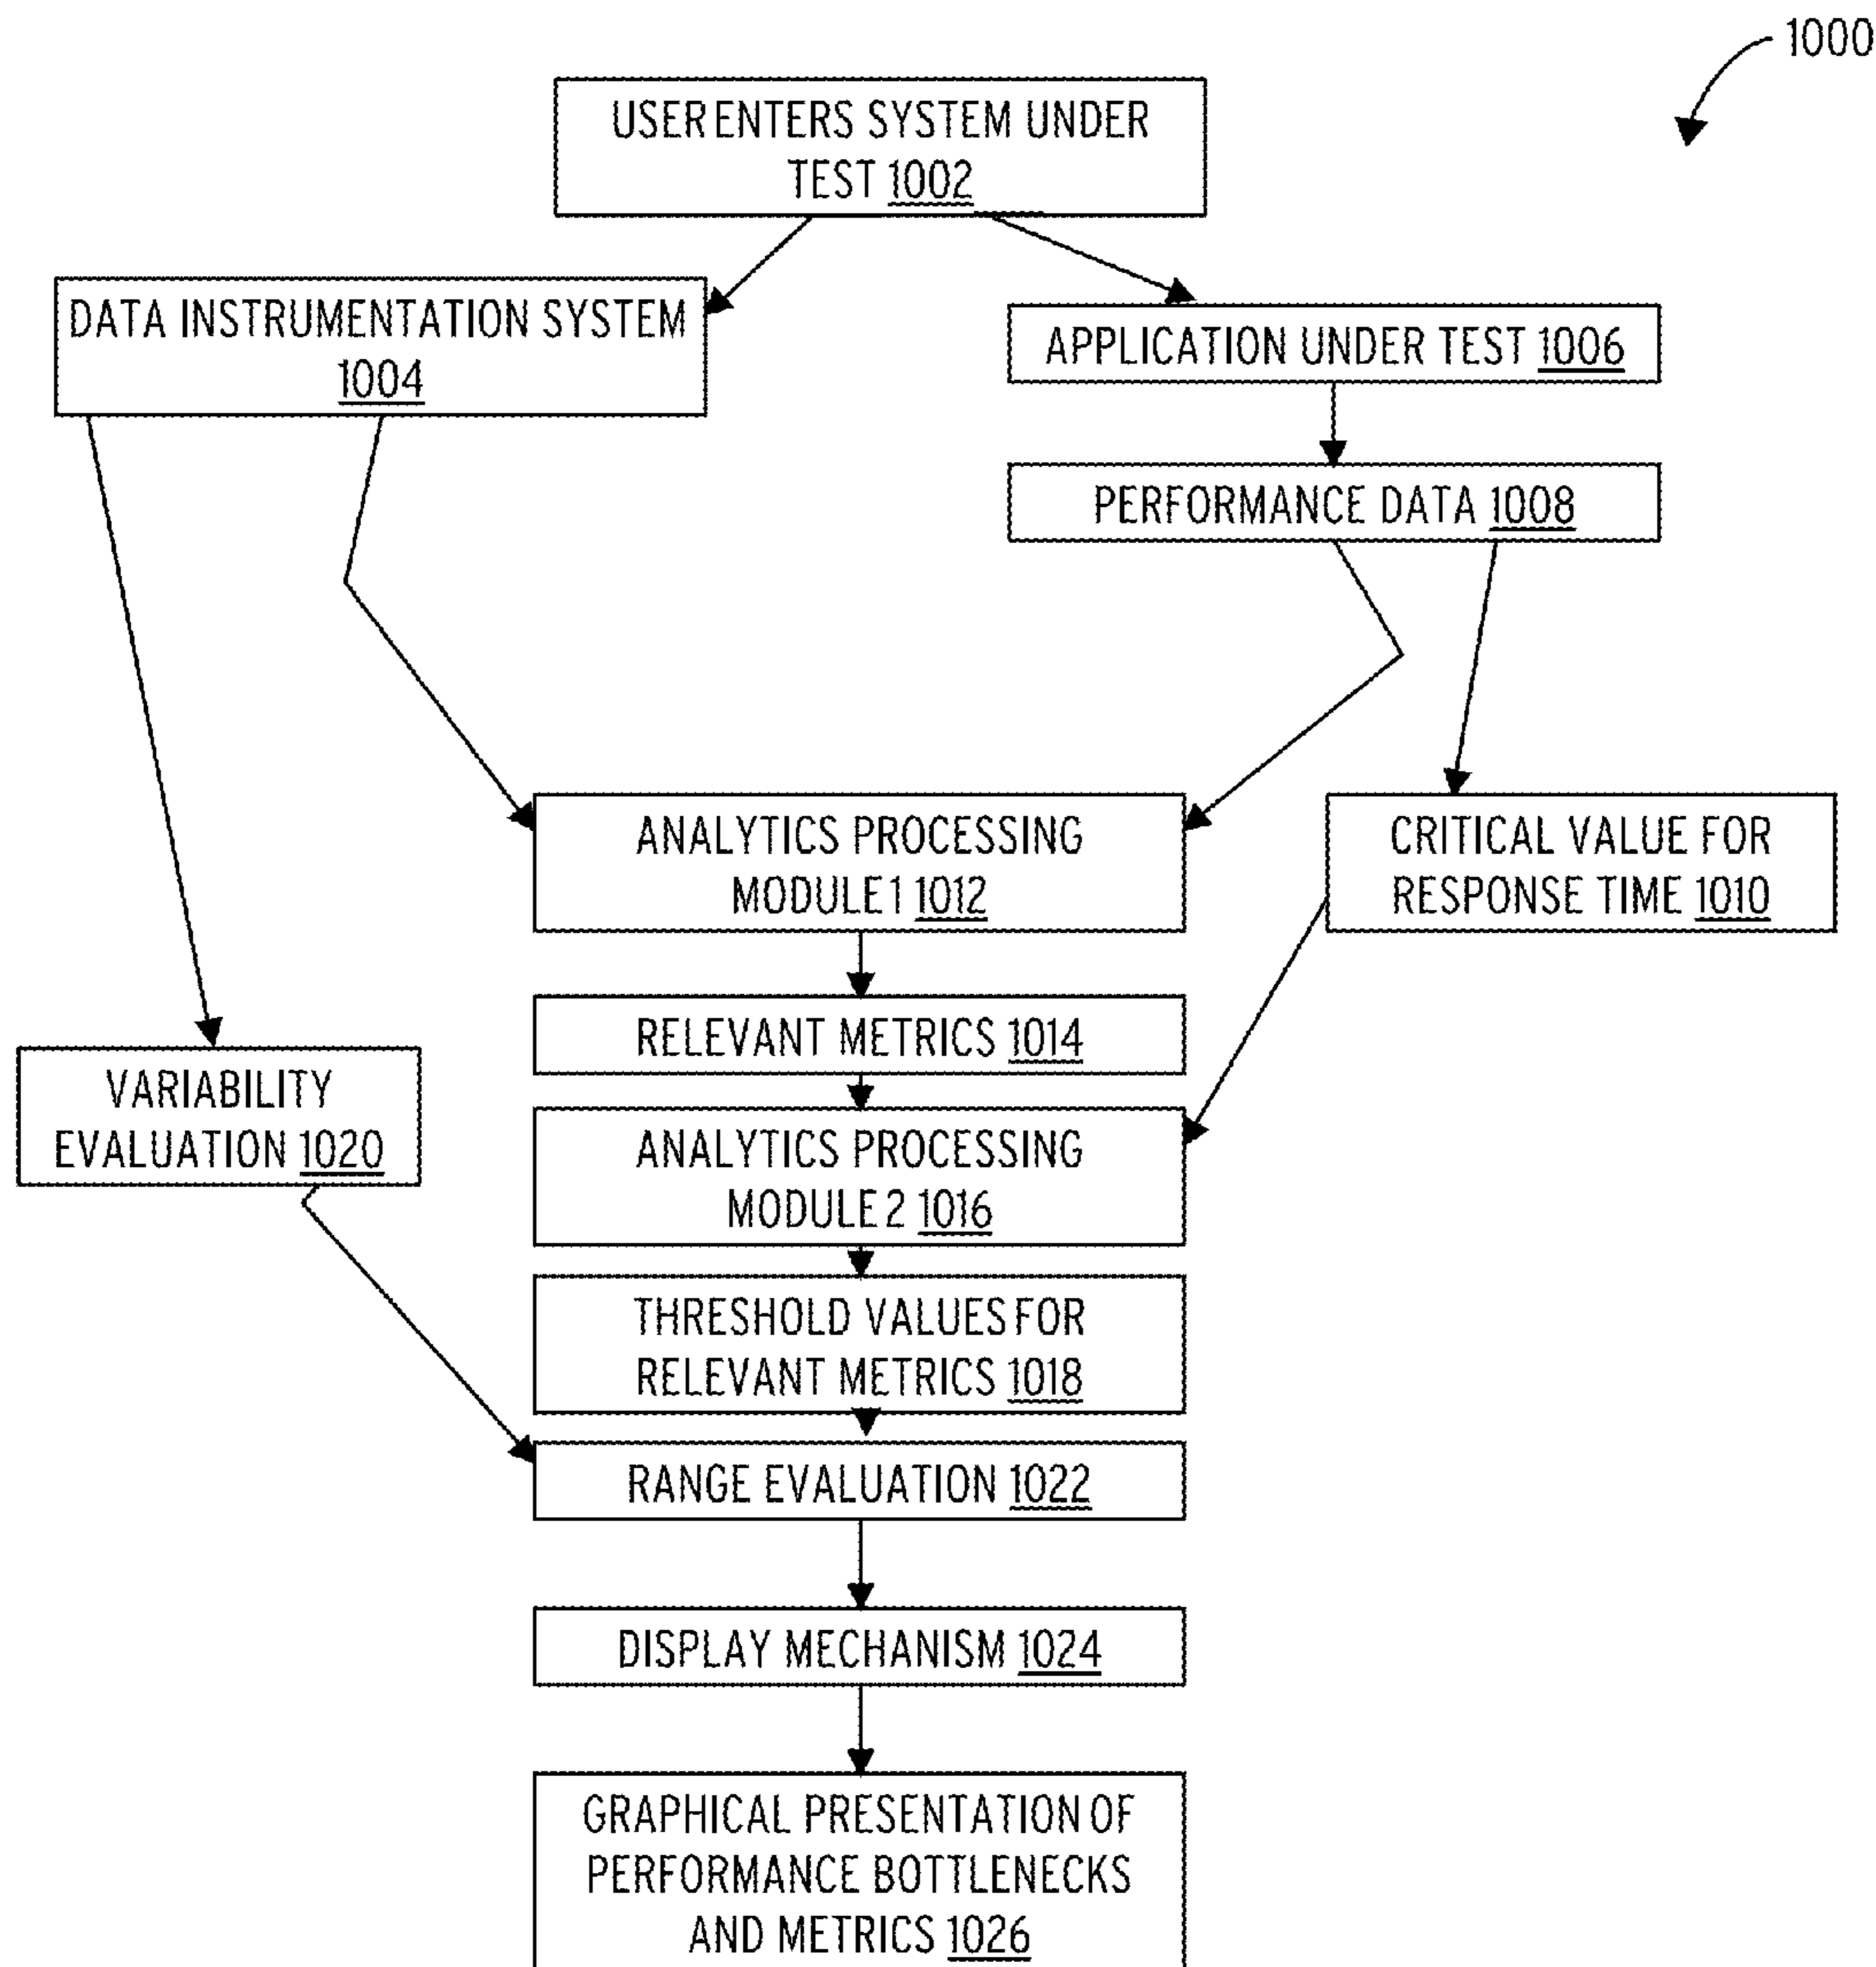 1000
USER ENTERS SYSTEM UNDER
TEST 1002
DATA INSTRUMENTATION SYSTEM
1004
APPLICATION UNDER TEST 1006
PERFORMANCE DATA 1008
ANALYTICS PROCESSING
MODULE 1 1012
CRITICAL VALUE FOR
RESPONSE TIME 1010
RELEVANT METRICS 1014
VARIABILITY
EVALUATION 1020
ANALYTICS PROCESSING
MODULE 2 1016
THRESHOLD VALUES FOR
RELEVANT METRICS 1018
RANGE EVALUATION 1022
DISPLAY MECHANISM 1024
GRAPHICAL PRESENTATION OF
PERFORMANCE BOTTLENECKS
AND METRICS 1026